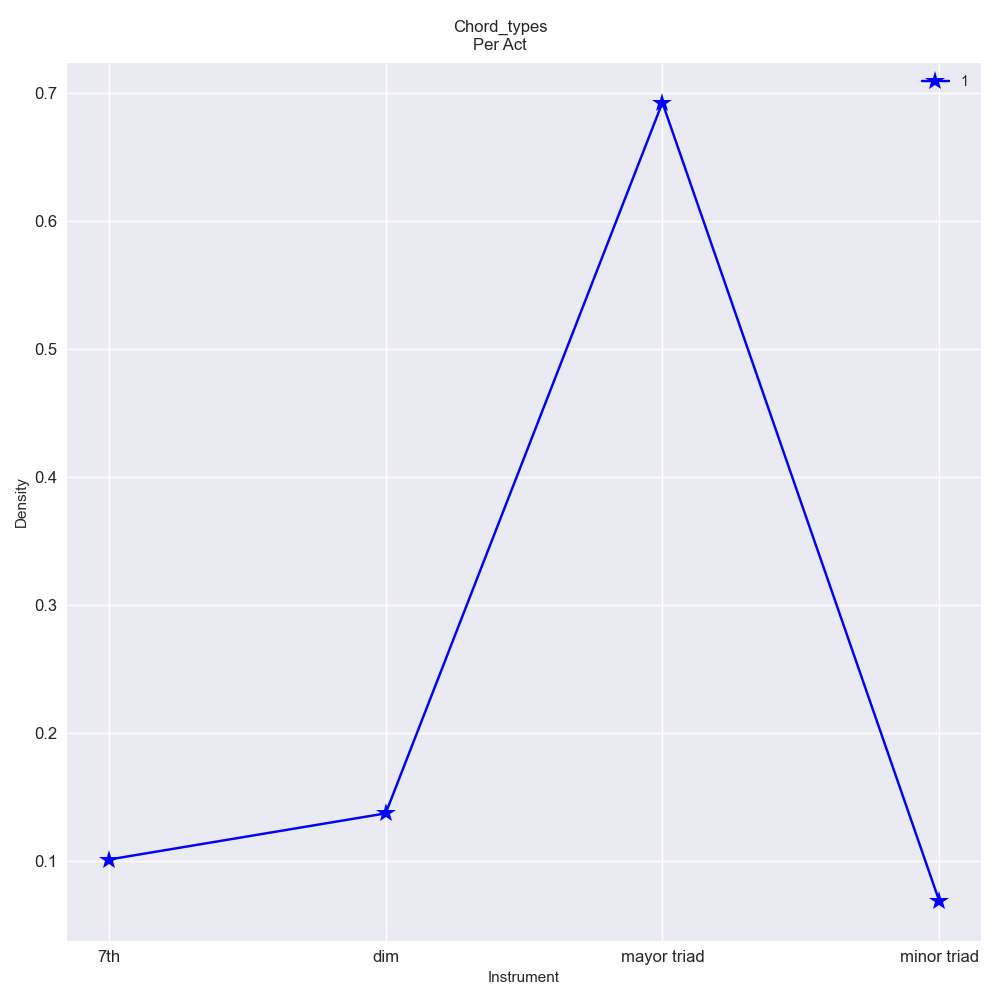 Chord_types
Per Act
1
0.7
0.6
0.5
0.4
0.3
0.2
0.1
Density
7th dim mayor triad minor triad
Instrument